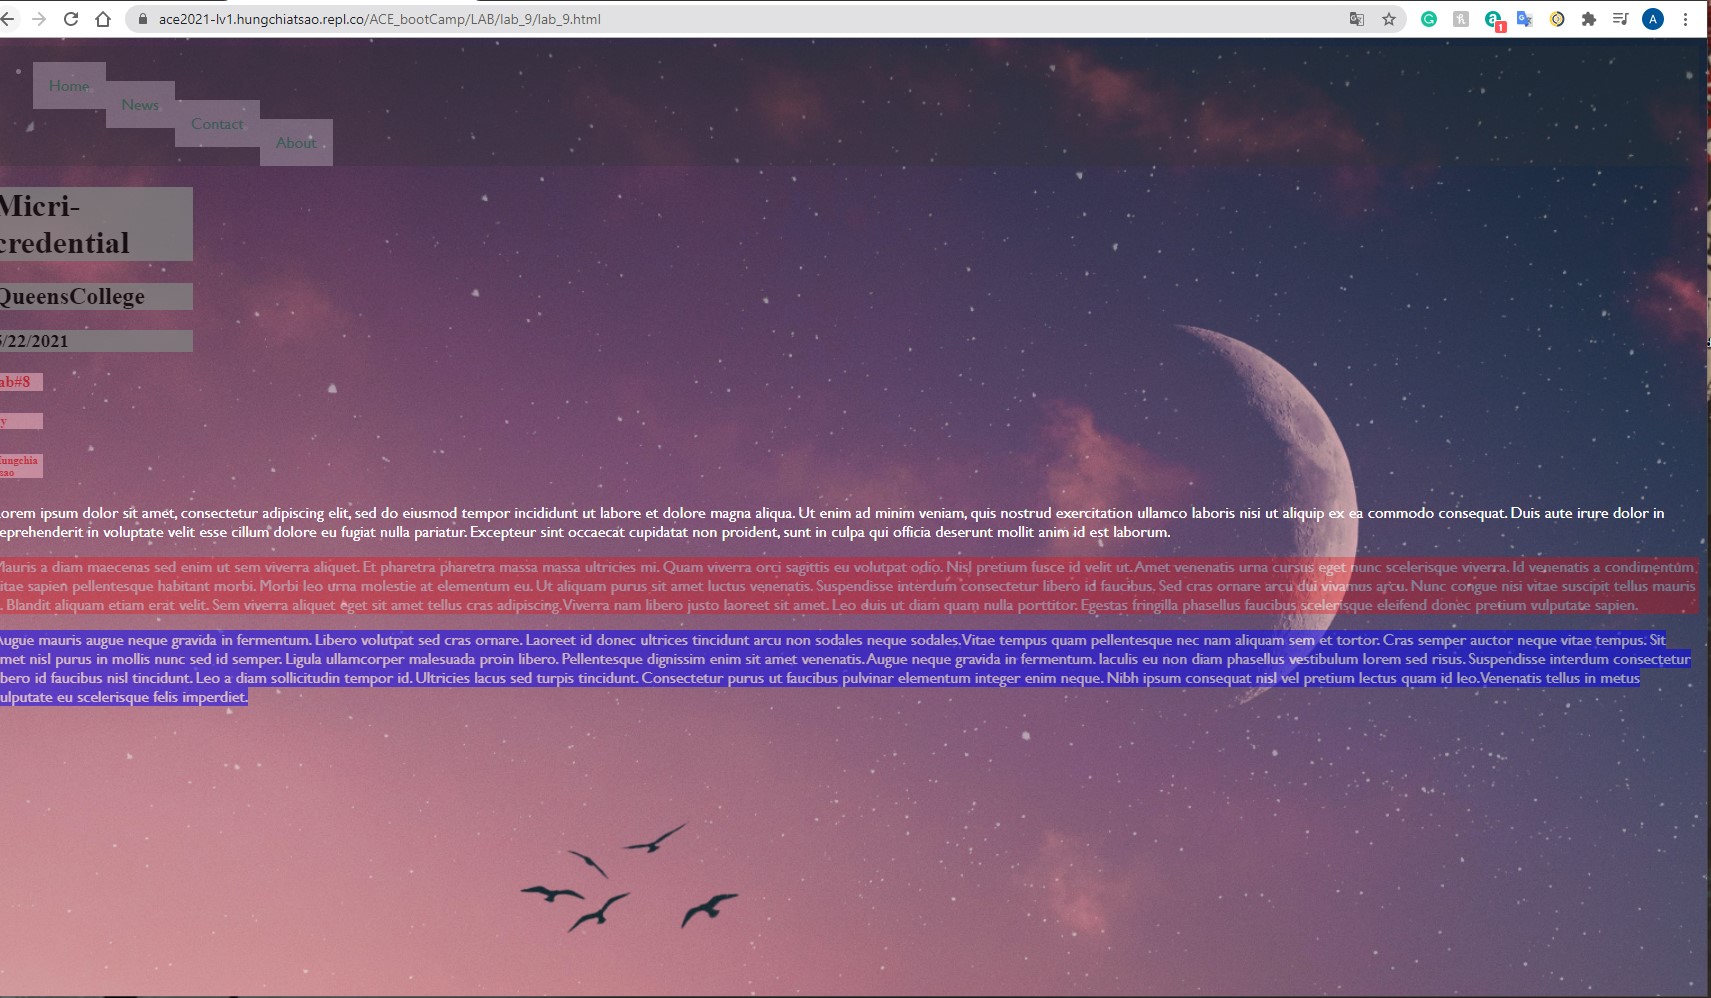 ace2021-lv1.hungchiatsao.repl.co/ACE_bootCamp/LAB/lab_9/lab_9.html
1
A
Home
News
Contact
About
Micri-
credential
QueensCollege
5/22/2021
ab#8
y
Hungchia
sao
orem ipsum dolor sit amet, consectetur adipiscing elit, sed do eiusmod tempor incididunt ut labore et dolore magna aliqua. Ut enim ad minim veniam, quis nostrud exercitation ullamco laboris nisi ut aliquip ex ea commodo consequat. Duis aute irure dolor in
eprehenderit in voluptate velit esse cillum dolore eu fugiat nulla pariatur. Excepteur sint occaecat cupidatat non proident, sunt in culpa qui officia deserunt mollit anim id est laborum.
Mauris a diam maecenas sed enim ut sem viverra aliquet. Et pharetra pharetra massa massa ultricies mi. Quam viverra orci sagittis eu volutpat odio. Nisl pretium fusce id velit ut. Amet venenatis urna cursus eget nunc scelerisque viverra. Id venenatis a condimentum
itae sapien pellentesque habitant morbi. Morbi leo urna molestie at elementum eu. Ut aliquam purus sit amet luctus venenatis. Suspendisse interdum consectetur libero id faucibus. Sed cras ornare arcu dui vivamus arcu. Nunc congue nisi vitae suscipit tellus mauris
. Blandit aliquam etiam erat velit. Sem viverra aliquet eget sit amet tellus cras adipiscing. Viverra nam libero justo laoreet sit amet. Leo duis ut diam quam nulla porttitor. Egestas fringilla phasellus faucibus scelerisque eleifend donec pretium vulputate sapien.
Augue mauris augue neque gravida in fermentum. Libero volutpat sed cras ornare. Laoreet id donec ultrices tincidunt arcu non sodales neque sodales. Vitae tempus quam pellentesque nec nam aliquam sem et tortor. Cras semper auctor neque vitae tempus. Sit
met nisl purus in mollis nunc sed id semper. Ligula ullamcorper malesuada proin libero. Pellentesque dignissim enim sit amet venenatis. Augue neque gravida in fermentum. Iaculis eu non diam phasellus vestibulum lorem sed risus. Suspendisse interdum consectetur
bero id faucibus nisl tincidunt. Leo a diam sollicitudin tempor id. Ultricies lacus sed turpis tincidunt. Consectetur purus ut faucibus pulvinar elementum integer enim neque. Nibh ipsum consequat nisl vel pretium lectus quam id leo. Venenatis tellus in metus
ulputate eu scelerisque felis imperdiet.